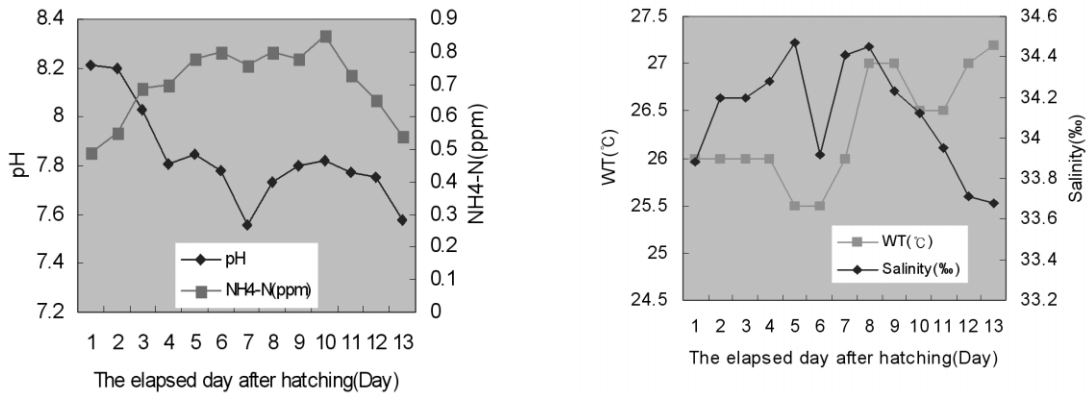 8.4
8.2
8
7.8
7.6
7.4
7.2
pH
0.9
0.8
0.7
0.6
0.5
0.4
0.3
0.2
0.1
0
NH4-N(ppm)
pH
NH4-N(ppm)
1 2 3 4 5 6 7 8 9 10 11 12 13
The elapsed day after hatching(Day)
27.5
27
26.5
26
25.5
25
24.5
WT(℃)
34.6
34.4
34.2
34
33.8
33.6
33.4
33.2
Salinity(‰)
WT(℃)
Salinity(‰)
1 2 3 4 5 6 7 8 9 10 11 12 13
The elapsed day after hatching(Day)